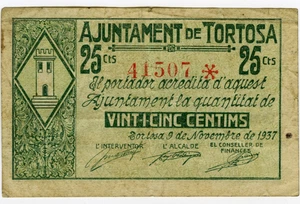 AJUNTAMENT DE TORTOSA
25 Cts 25 Cts
41507 *
El portador acredita d'aquest
Ajuntament la quantitat de
VINT-I-CINC CENTIMS
Tortosa 9 de Novembre de 1937
L'INTERVENTOR L'ALCALDE EL CONSELLER DE
FINANCES